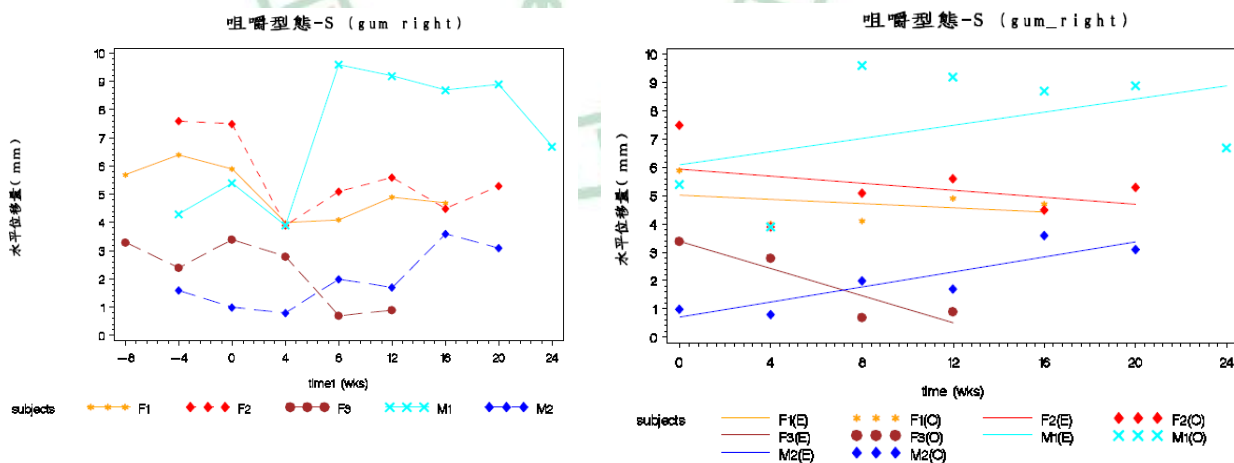 咀嚼型態-S (gum right)
水平位移量(mm)
10
9
8
7
6
5
4
3
2
1
0
-8 -4 0 4 8 12 16 20 24
time1 (wks)
subjects F1 F2 F3 M1 M2
咀嚼型態-S (gum_right)
水平位移量(mm)
10
9
8
7
6
5
4
3
2
1
0
0 4 8 12 16 20 24
time (wks)
subjects F1(E) F1(O) F2(E) F2(O)
F3(E) F3(O) M1(E) M1(O)
M2(E) M2(O)